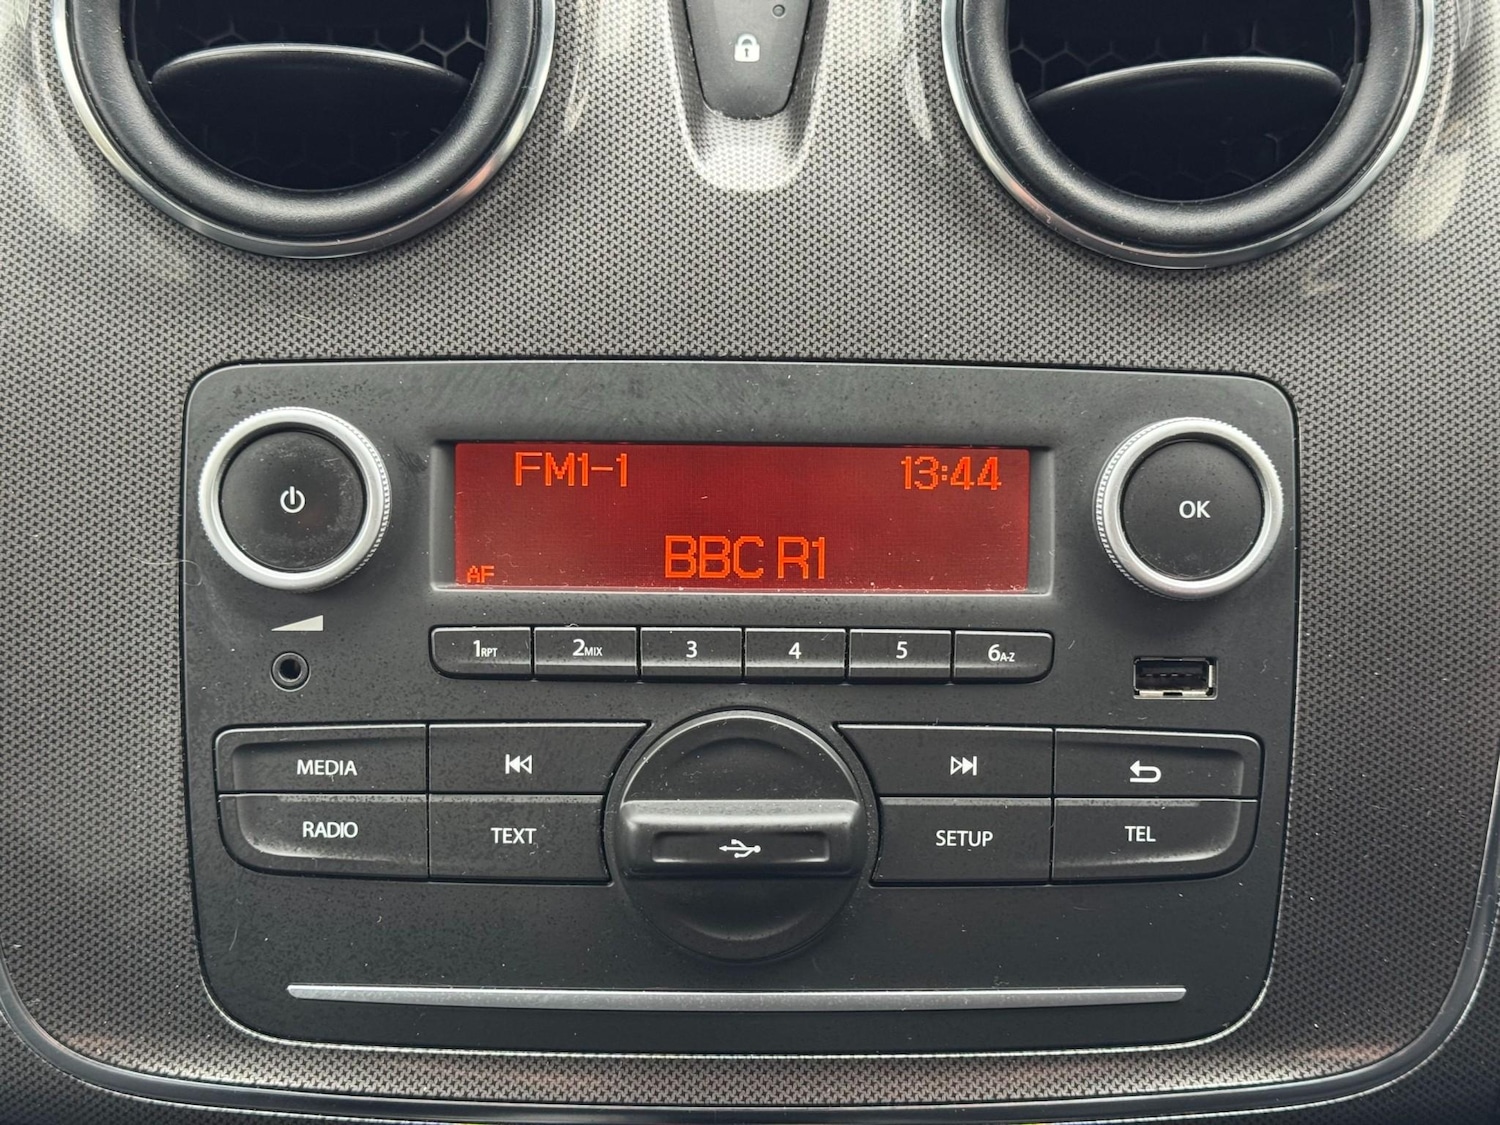 FM1-1 13:44
BBC R1
AF
OK
1RPT 2MIX 3 4 5 6A-Z
MEDIA
RADIO TEXT SETUP TEL